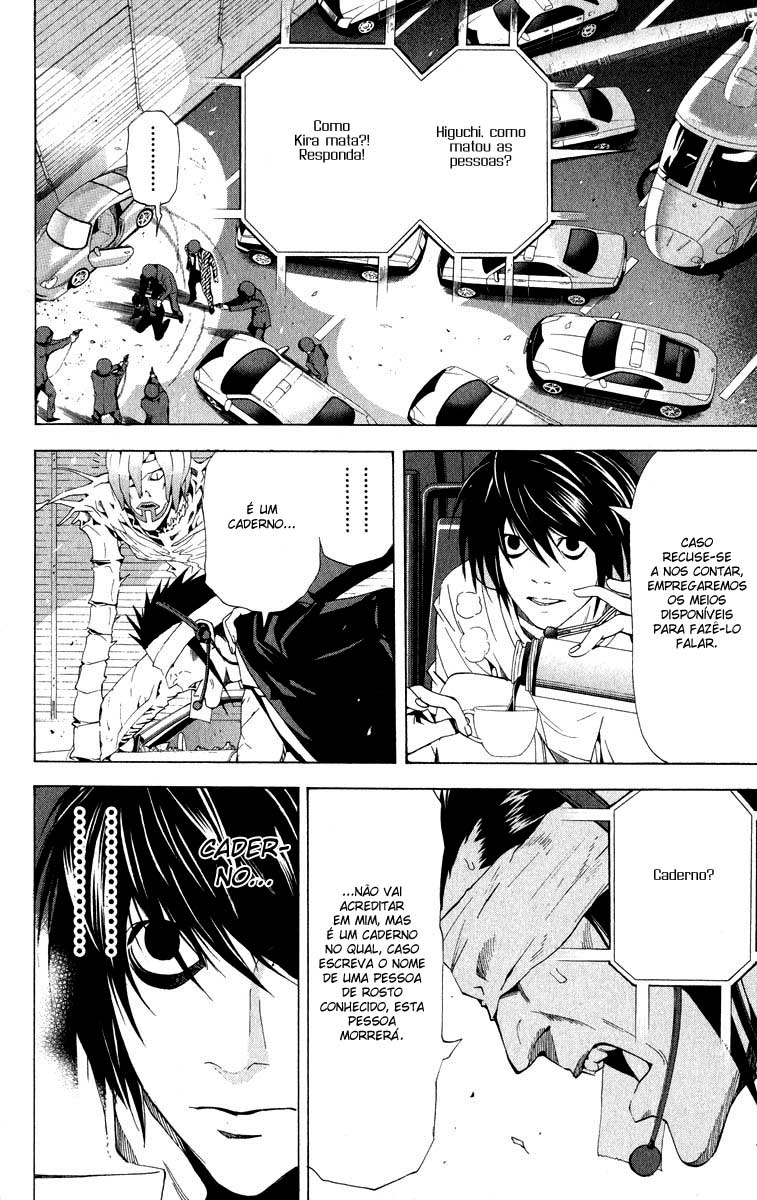 Higuchi, como
matou as
pessoas?
Como
Kira mata?!
Responda!
.........
CASO
RECUSE-SE
A NOS CONTAR,
EMPREGAREMOS
OS MEIOS
DISPONÍVEIS
PARA FAZÊ-LO
FALAR.
.........
É UM
CADERNO...
Caderno?
...NÃO VAI
ACREDITAR
EM MIM, MAS
É UM CADERNO
NO QUAL, CASO
ESCREVA O NOME
DE UMA PESSOA
DE ROSTO
CONHECIDO, ESTA
PESSOA
MORRERÁ.
CADER-
NO...